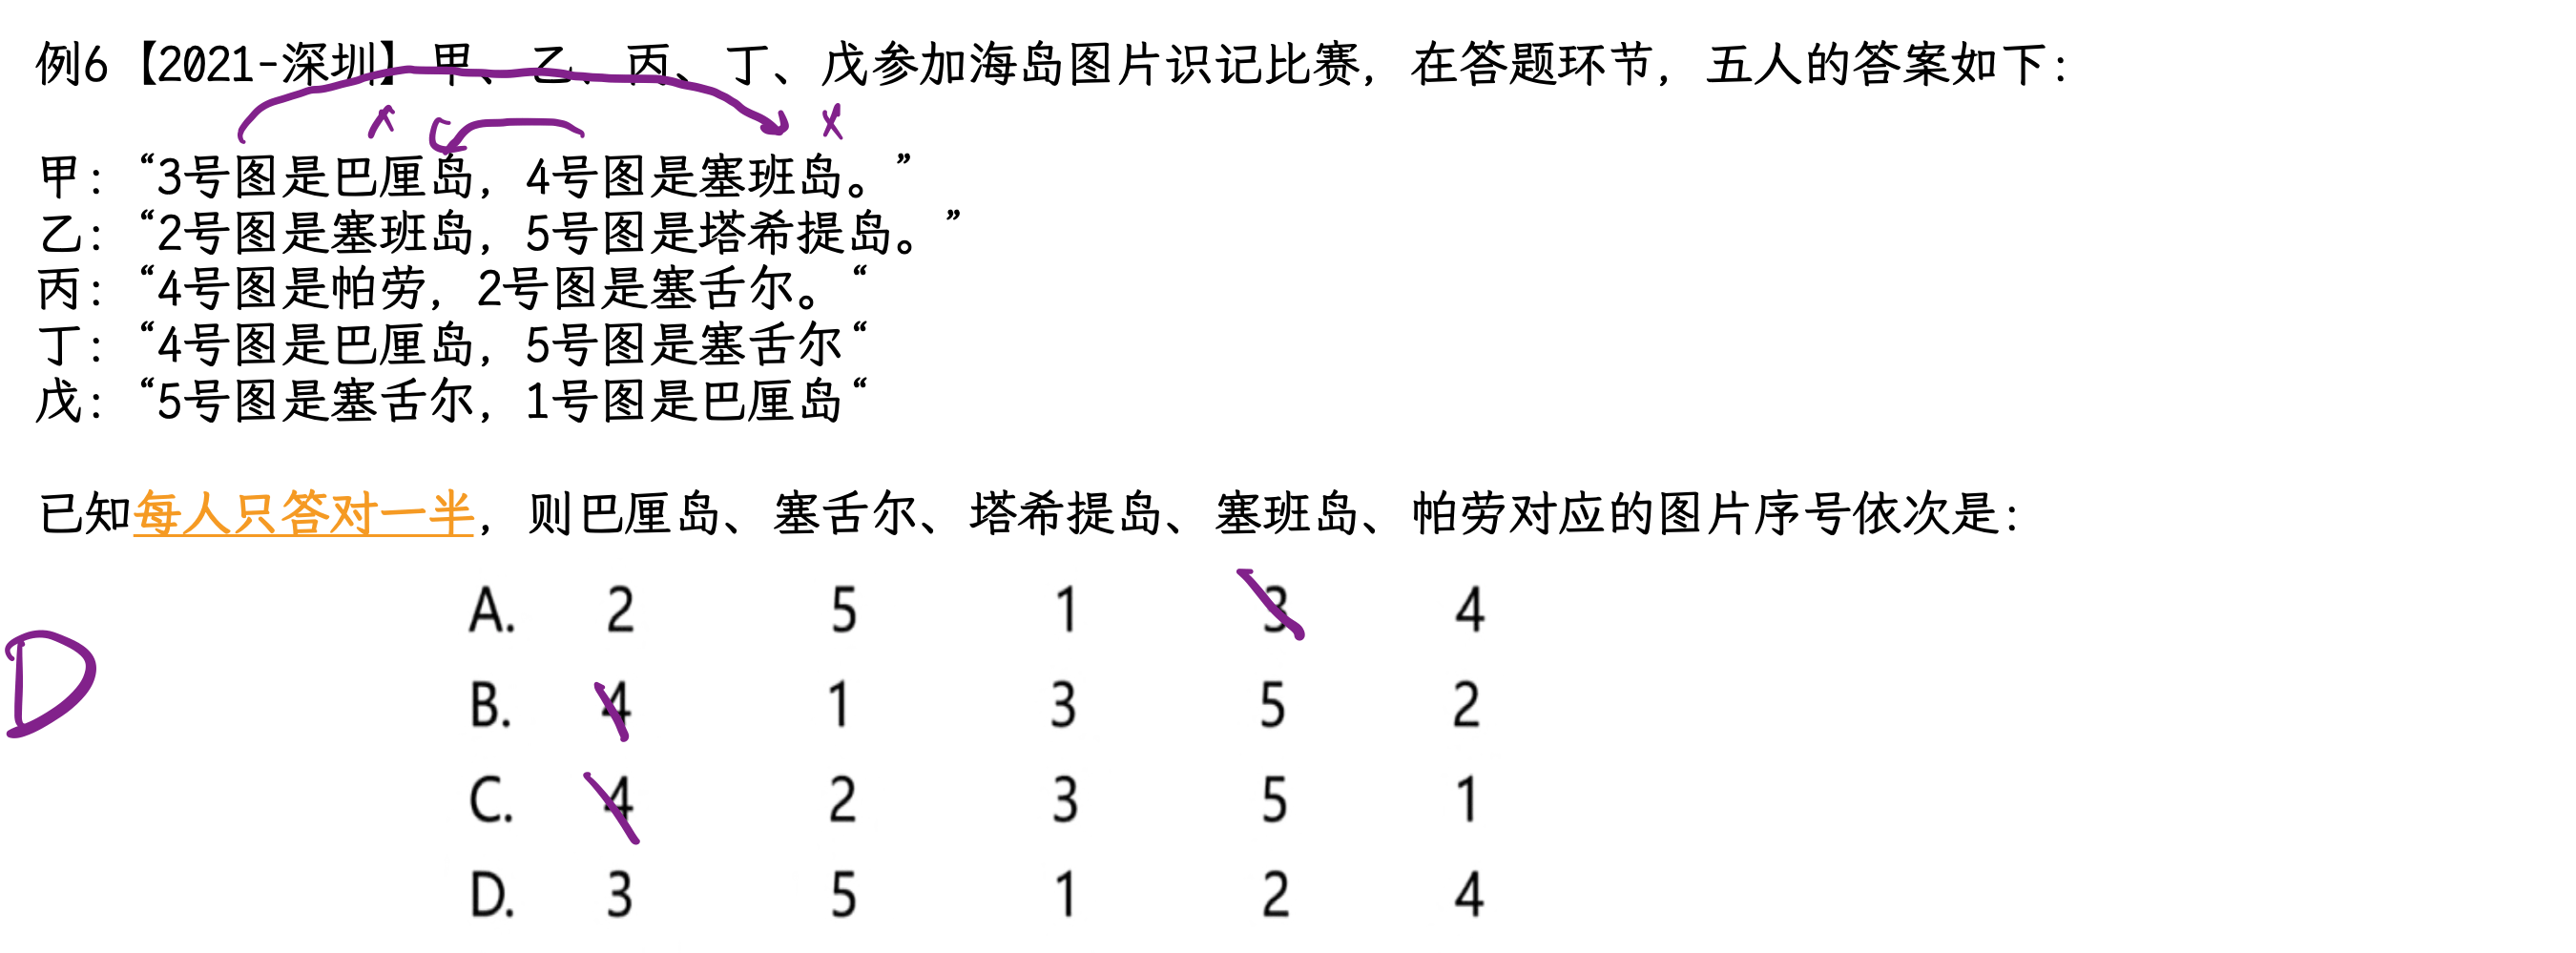 例6【2021-深圳】甲、乙、丙、丁、戊参加海岛图片识记比赛，在答题环节，五人的答案如下：
甲：“3号图是巴厘岛，4号图是塞班岛。”
乙：“2号图是塞班岛，5号图是塔希提岛。”
丙：“4号图是帕劳，2号图是塞舌尔。“
丁：“4号图是巴厘岛，5号图是塞舌尔“
戊：“5号图是塞舌尔，1号图是巴厘岛“
已知每人只答对一半，则巴厘岛、塞舌尔、塔希提岛、塞班岛、帕劳对应的图片序号依次是：
A. 2 5 1 3 4
D
B. 4 1 3 5 2
C. 4 2 3 5 1
D. 3 5 1 2 4